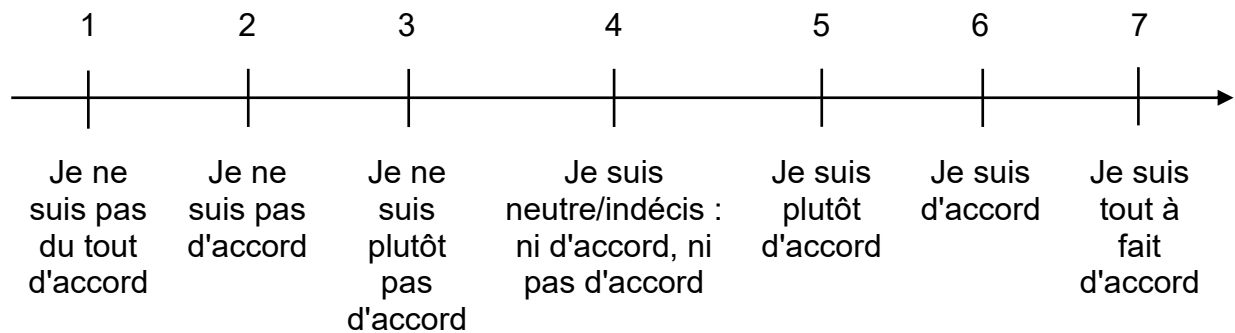 1 2 3 4 5 6 7
Je ne
suis pas
du tout
d'accord
Je ne
suis pas
d'accord
Je ne
suis
plutôt
pas
d'accord
Je suis
neutre/indécis :
ni d'accord, ni
pas d'accord
Je suis
plutôt
d'accord
Je suis
d'accord
Je suis
tout à
fait
d'accord